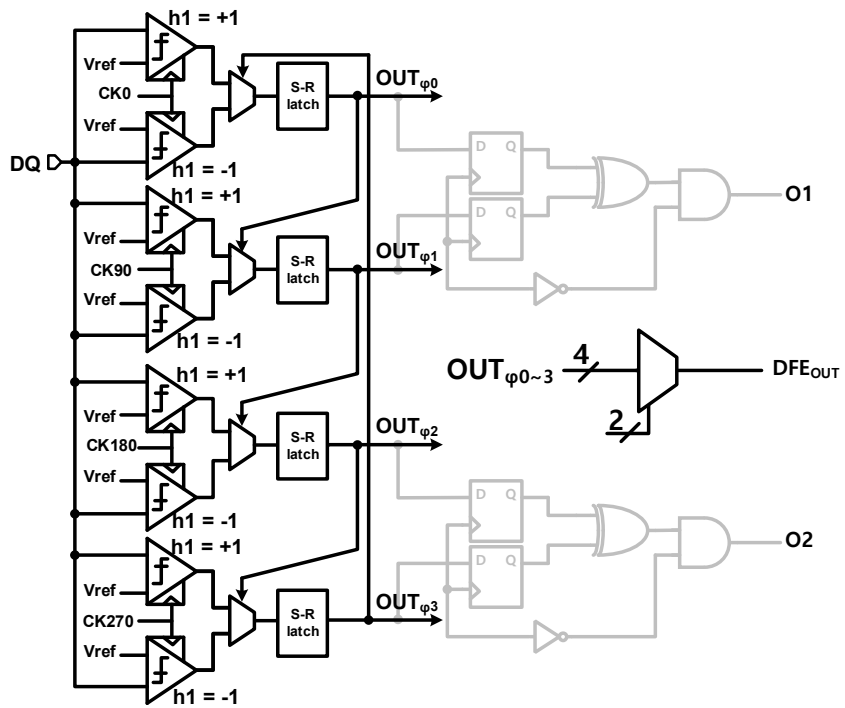 h1 = +1
Vref
CK0
Vref
S-R
latch
OUTφ0
DQ
h1 = -1
h1 = +1
Vref
CK90
Vref
S-R
latch
OUTφ1
h1 = -1
D Q
D Q
O1
h1 = +1
Vref
CK180
Vref
S-R
latch
OUTφ2
h1 = -1
OUTφ0~3
4
2
DFEOUT
h1 = +1
Vref
CK270
Vref
S-R
latch
OUTφ3
h1 = -1
D Q
D Q
O2